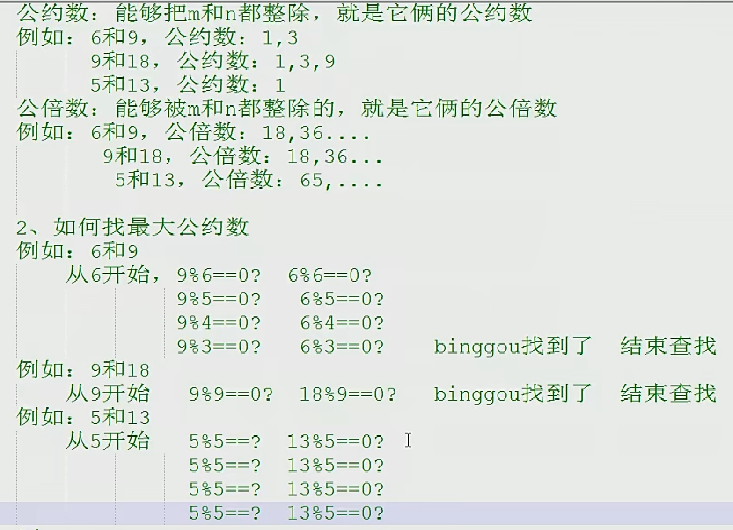 公约数：能够把m和n都整除，就是它俩的公约数
例如：6和9，公约数：1,3
9和18，公约数：1,3,9
5和13，公约数：1
公倍数：能够被m和n都整除的，就是它俩的公倍数
例如：6和9，公倍数：18,36....
9和18，公倍数：18,36...
5和13，公倍数：65,....
2、如何找最大公约数
例如：6和9
从6开始，9%6==0? 6%6==0?
9%5==0? 6%5==0?
9%4==0? 6%4==0?
9%3==0? 6%3==0? binggou找到了 结束查找
例如：9和18
从9开始 9%9==0? 18%9==0? binggou找到了 结束查找
例如：5和13
从5开始 5%5==? 13%5==0?
5%5==? 13%5==0?
5%5==? 13%5==0?
5%5==? 13%5==0?